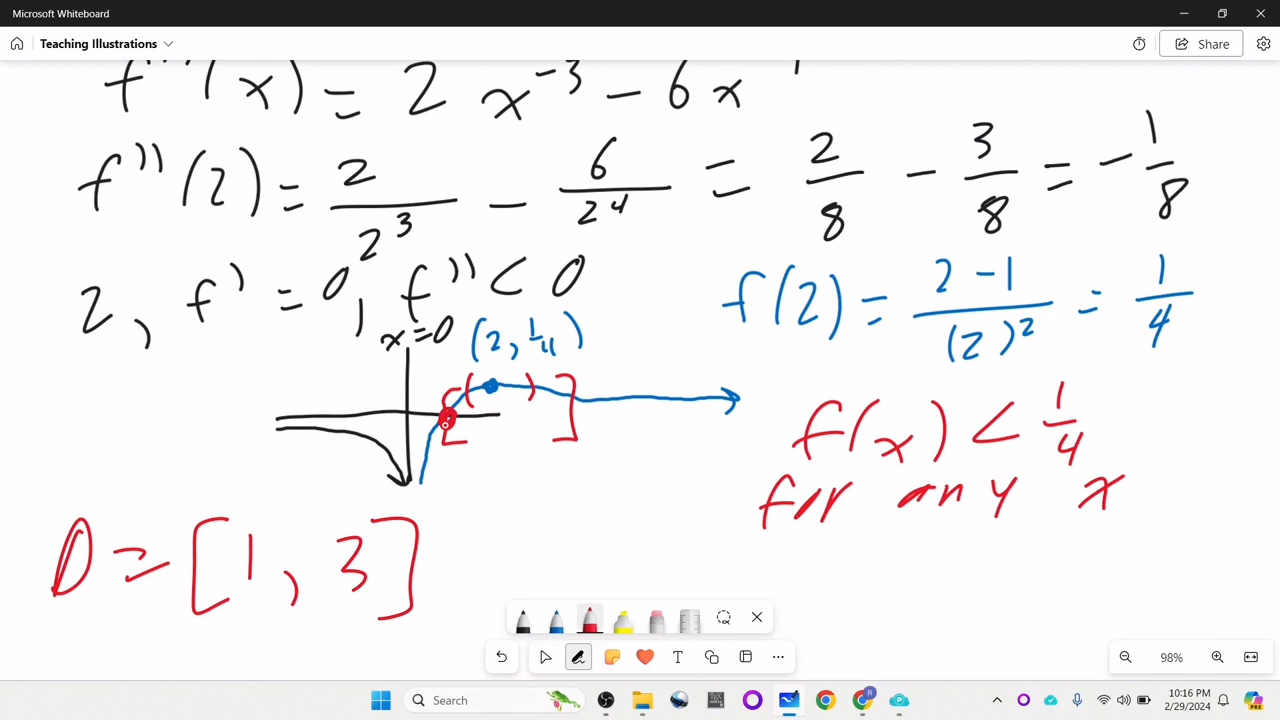 Microsoft Whiteboard
Teaching Illustrations
Share
f''(x) = 2x⁻³ - 6x
f''(2) = 2/2³ - 6/2⁴ = 2/8 - 3/8 = -1/8
2, f' = 0, f'' < 0
f(2) = 2-1/(2)² = 1/4
x=0
(2, 1/4)
f(x) < 1/4
for any x
D = [1, 3]
98%
Search
10:16 PM
2/29/2024
PRE